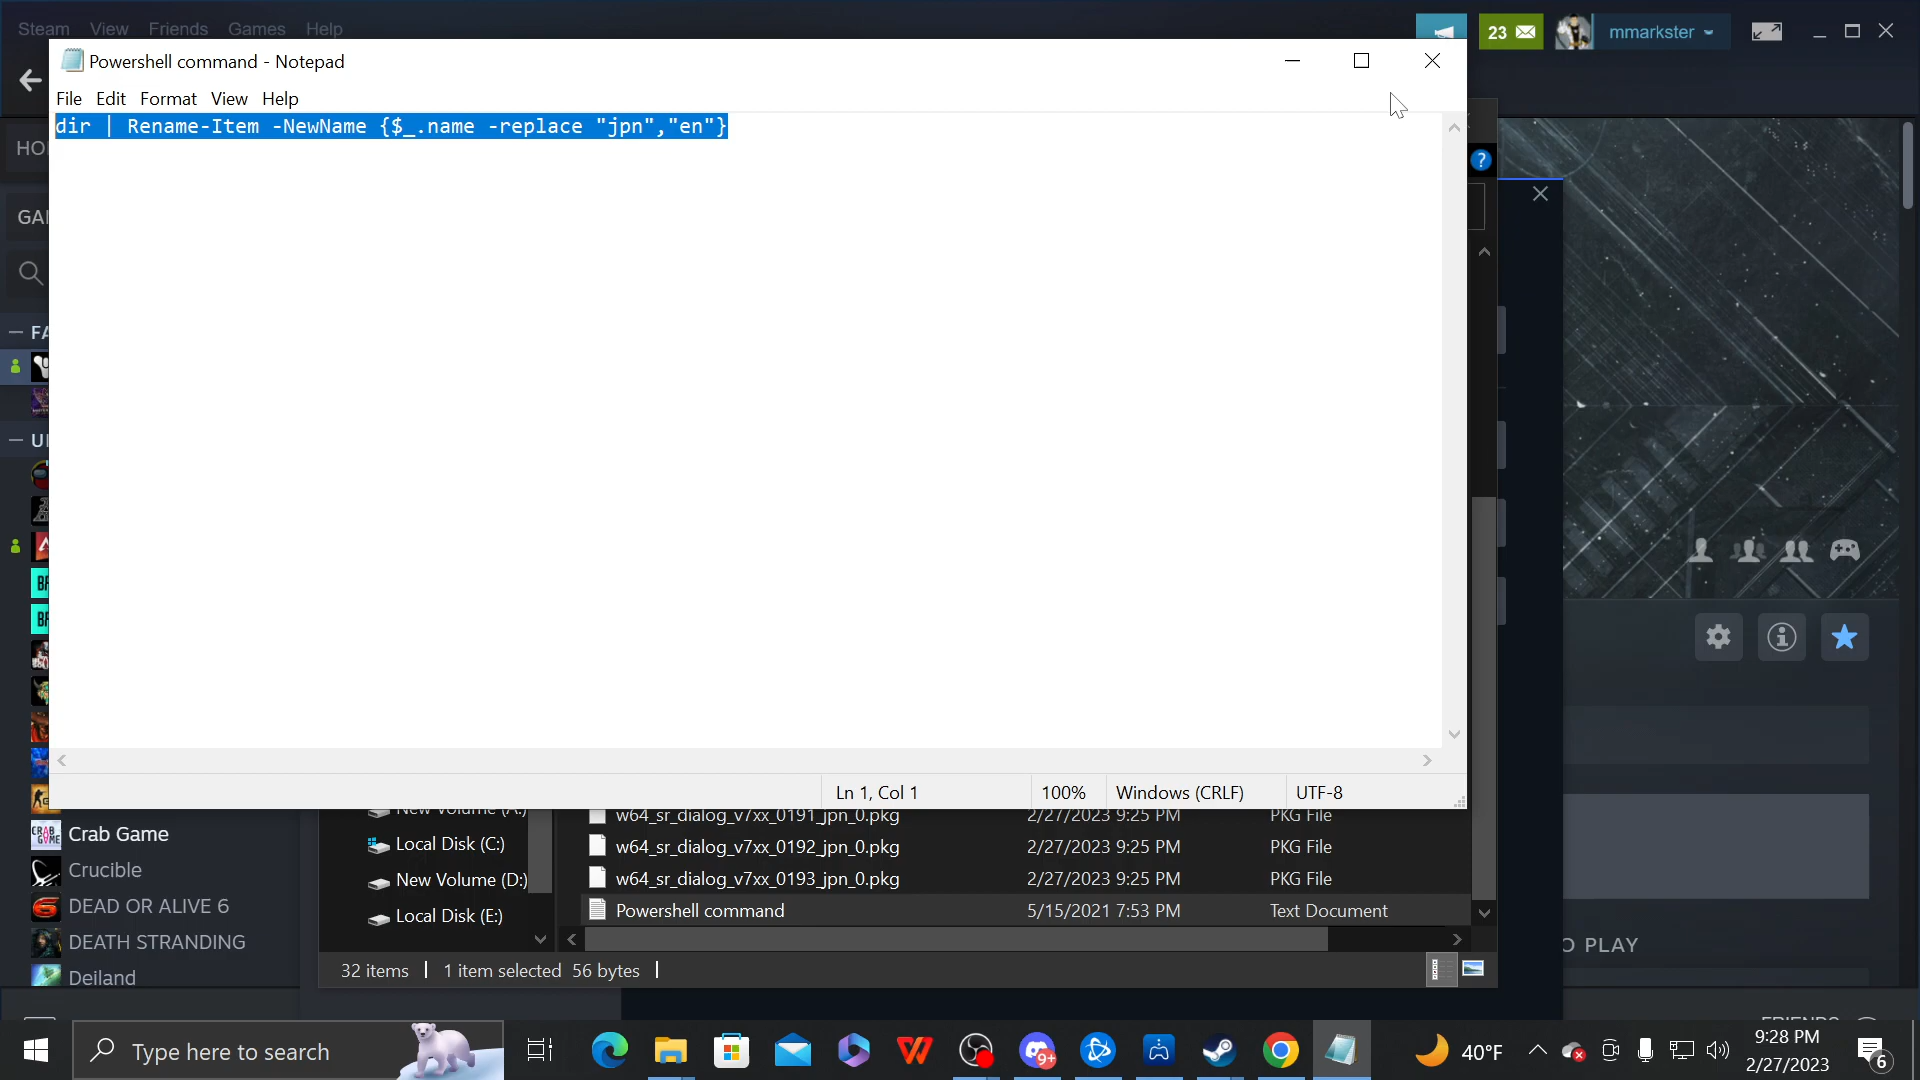 Steam View Friends Games Help
23
mmarkster
Powershell command - Notepad
File Edit Format View Help
dir | Rename-Item -NewName {$_.name -replace "jpn","en"}
?
Ln 1, Col 1
100%
Windows (CRLF)
UTF-8
Crab Game
Crucible
DEAD OR ALIVE 6
DEATH STRANDING
Deiland
Local Disk (C:)
New Volume (D:)
Local Disk (E:)
w64_sr_dialog_v7xx_0191_jpn_0.pkg 2/27/2023 9:25 PM PKG File
w64_sr_dialog_v7xx_0192_jpn_0.pkg 2/27/2023 9:25 PM PKG File
w64_sr_dialog_v7xx_0193_jpn_0.pkg 2/27/2023 9:25 PM PKG File
Powershell command 5/15/2021 7:53 PM Text Document
32 items
1 item selected 56 bytes
O PLAY
Type here to search
9+
40°F
9:28 PM
2/27/2023
6